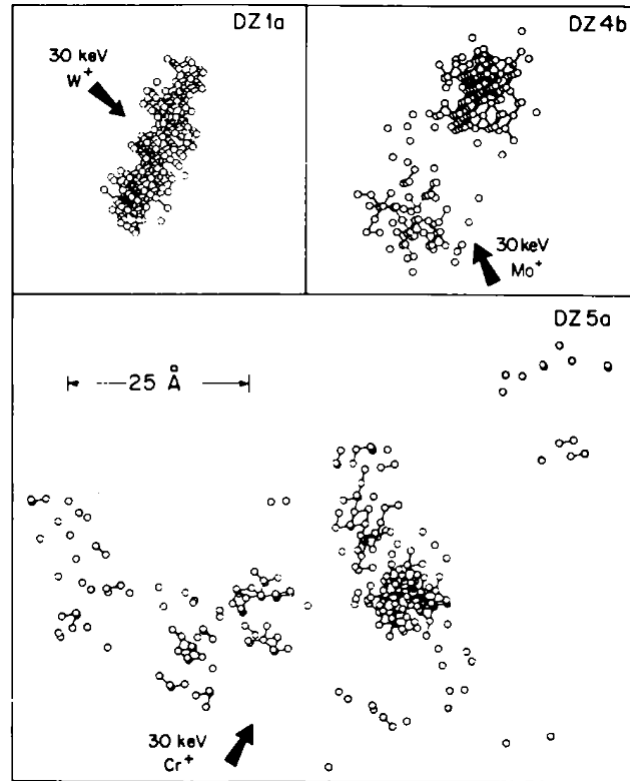 DZ 1a
30 keV
W⁺
DZ 4b
30 keV
Mo⁺
DZ 5a
25 Å
30 keV
Cr⁺